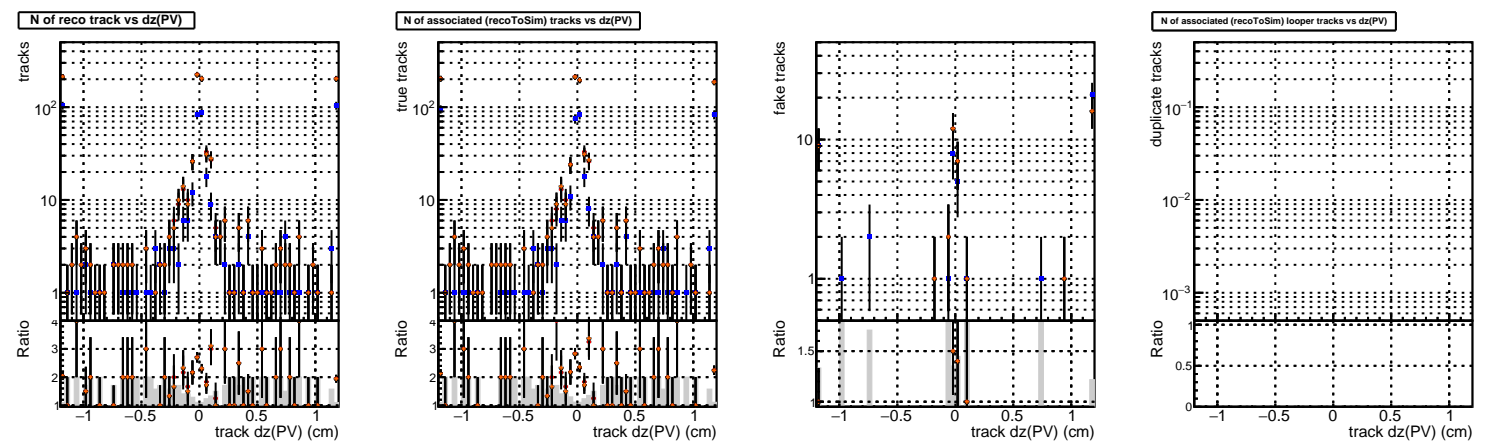 N of reco track vs dz(PV)
tracks
10²
10
1
Ratio
4
3
2
1
−1 −0.5 0 0.5 1
track dz(PV) (cm)
N of associated (recoToSim) tracks vs dz(PV)
true tracks
10²
10
1
Ratio
4
3
2
1
−1 −0.5 0 0.5 1
track dz(PV) (cm)
fake tracks
10
1
Ratio
1.5
1
−1 −0.5 0 0.5 1
track dz(PV) (cm)
N of associated (recoToSim) looper tracks vs dz(PV)
duplicate tracks
10⁻¹
10⁻²
10⁻³
Ratio
1
0.5
0
−1 −0.5 0 0.5 1
track dz(PV) (cm)